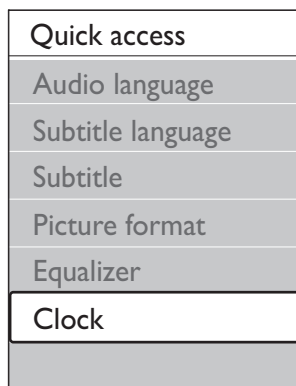 Quick access
Audio language
Subtitle language
Subtitle
Picture format
Equalizer
Clock